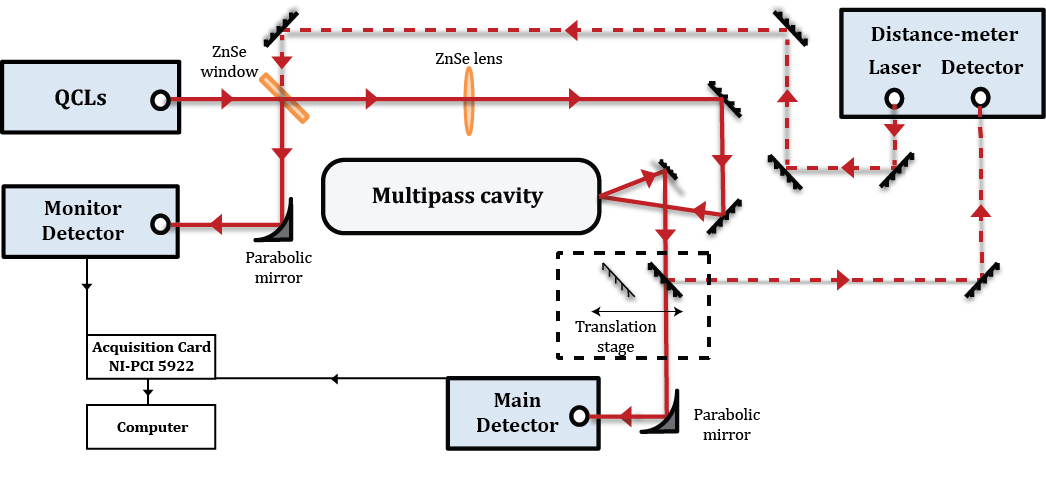 Distance-meter
Laser Detector
ZnSe
window
ZnSe lens
QCLs
Multipass cavity
Monitor
Detector
Parabolic
mirror
Translation
stage
Acquisition Card
NI-PCI 5922
Computer
Main
Detector
Parabolic
mirror